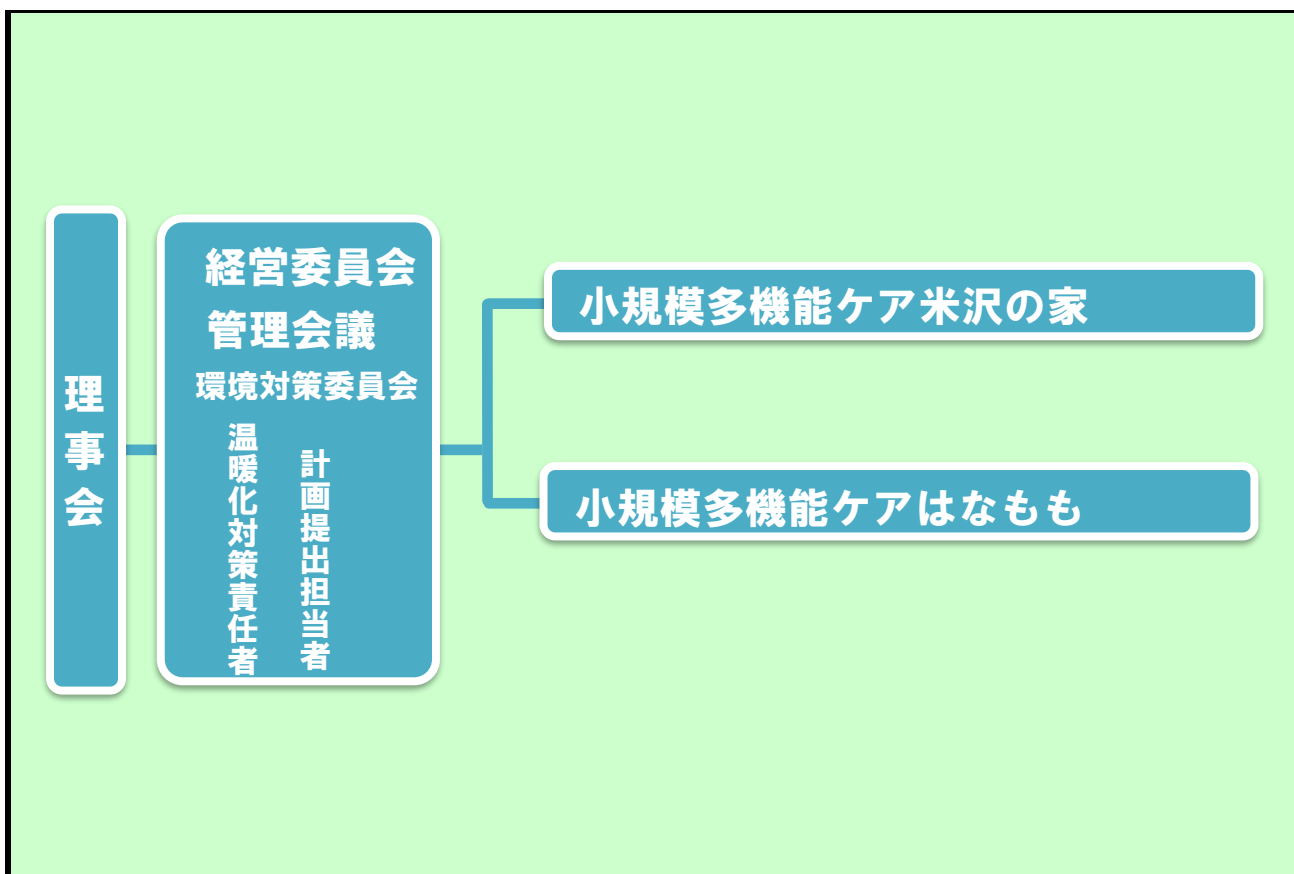 理事会
経営委員会
管理会議
環境対策委員会
温暖化対策責任者
計画提出担当者
小規模多機能ケア米沢の家
小規模多機能ケアはなもも